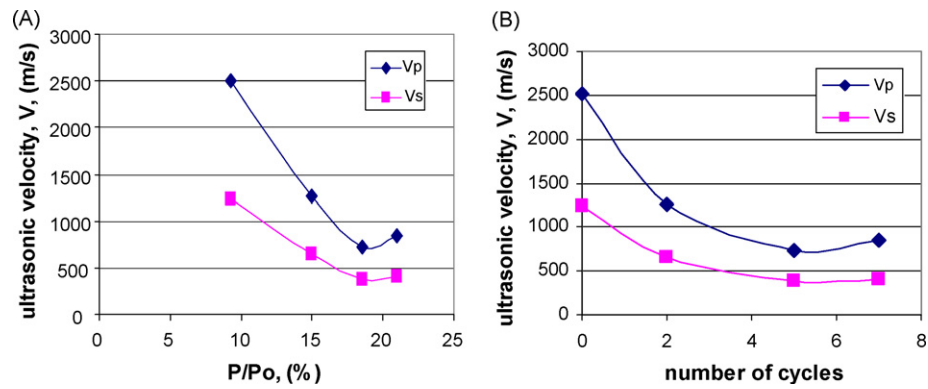 (A)
ultrasonic velocity, V, (m/s)
3000
2500
2000
1500
1000
500
0
0 5 10 15 20 25
P/Po, (%)
Vp
Vs
(B)
ultrasonic velocity, V, (m/s)
3000
2500
2000
1500
1000
500
0
0 2 4 6 8
number of cycles
Vp
Vs